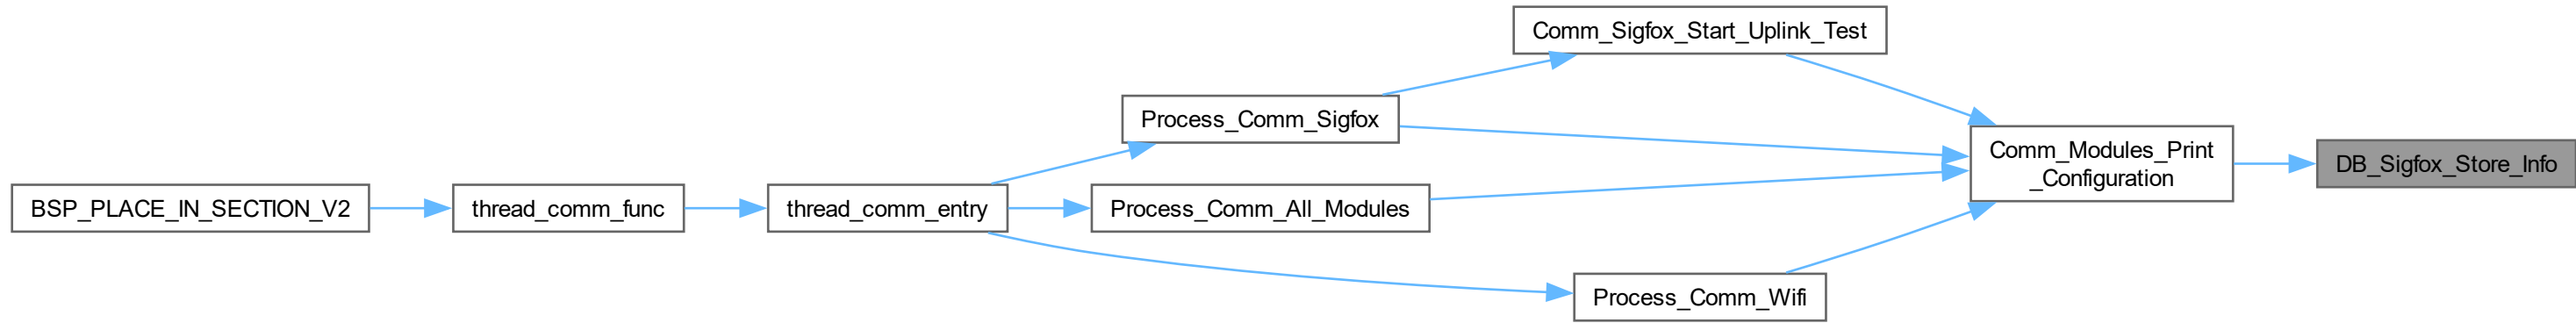 BSP_PLACE_IN_SECTION_V2
thread_comm_func
thread_comm_entry
Process_Comm_Sigfox
Process_Comm_All_Modules
Comm_Sigfox_Start_Uplink_Test
Process_Comm_Wifi
Comm_Modules_Print
_Configuration
DB_Sigfox_Store_Info